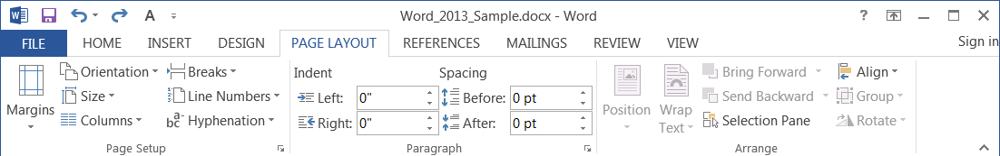 Word_2013_Sample.docx - Word
?
FILE HOME INSERT DESIGN PAGE LAYOUT REFERENCES MAILINGS REVIEW VIEW Sign in
Margins
Orientation
Size
Columns
Breaks
Line Numbers
Hyphenation
Page Setup
Indent
Left: 0"
Right: 0"
Spacing
Before: 0 pt
After: 0 pt
Paragraph
Position
Wrap
Text
Bring Forward
Send Backward
Selection Pane
Align
Group
Rotate
Arrange